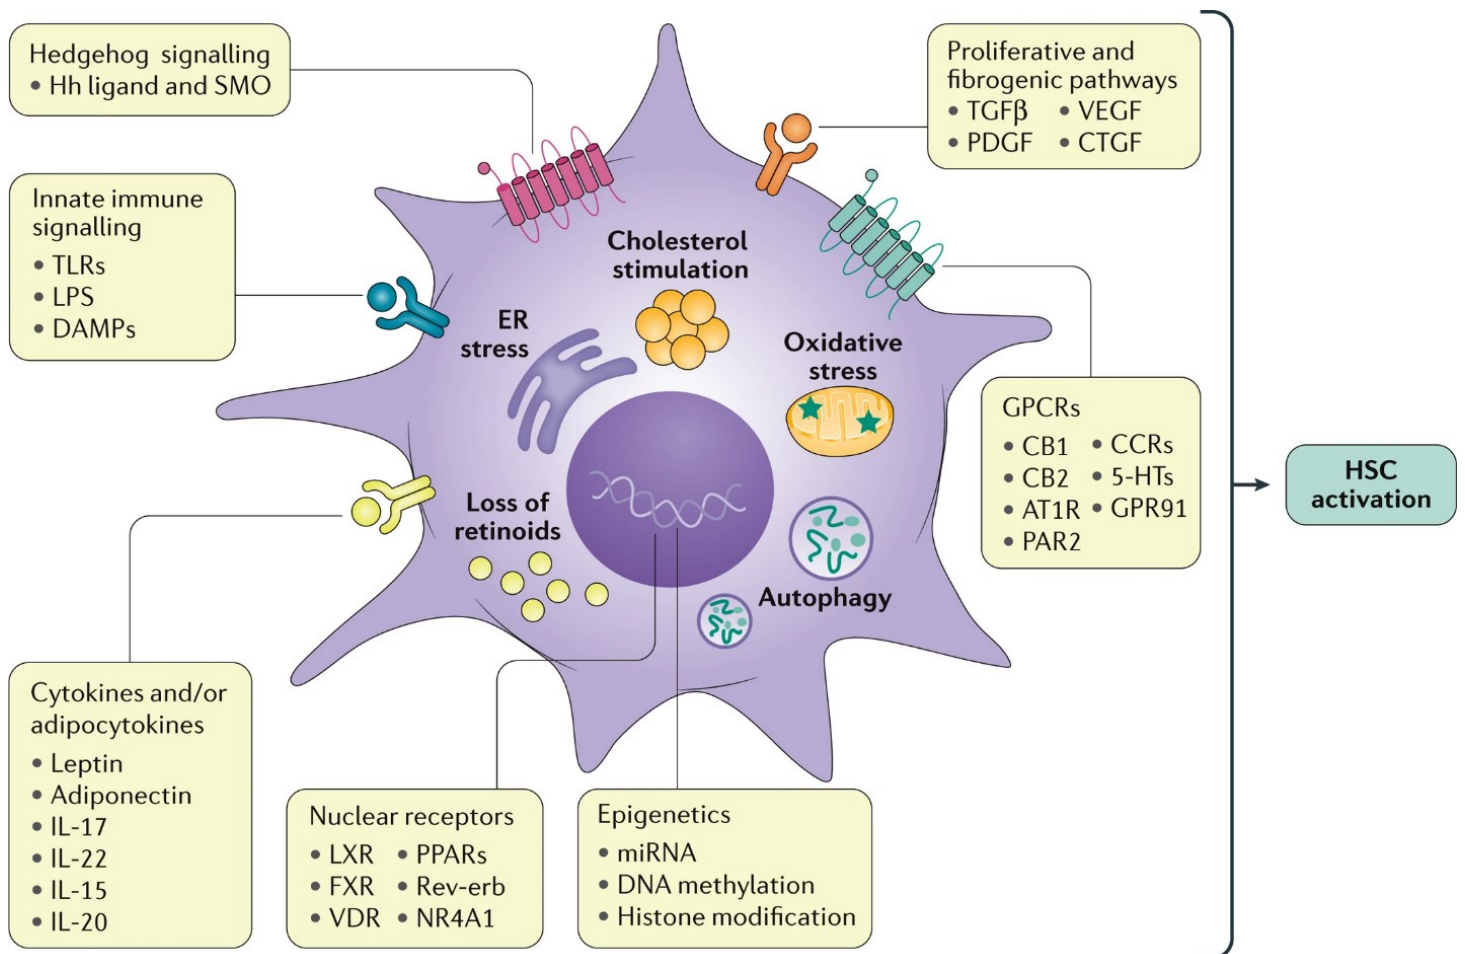 Hedgehog signalling
• Hh ligand and SMO
Innate immune
signalling
• TLRs
• LPS
• DAMPs
Cytokines and/or
adipocytokines
• Leptin
• Adiponectin
• IL-17
• IL-22
• IL-15
• IL-20
Cholesterol
stimulation
ER
stress
Oxidative
stress
Loss of
retinoids
Autophagy
Nuclear receptors
• LXR • PPARs
• FXR • Rev-erb
• VDR • NR4A1
Epigenetics
• miRNA
• DNA methylation
• Histone modification
Proliferative and
fibrogenic pathways
• TGFβ • VEGF
• PDGF • CTGF
GPCRs
• CB1 • CCRs
• CB2 • 5-HTs
• AT1R • GPR91
• PAR2
HSC
activation